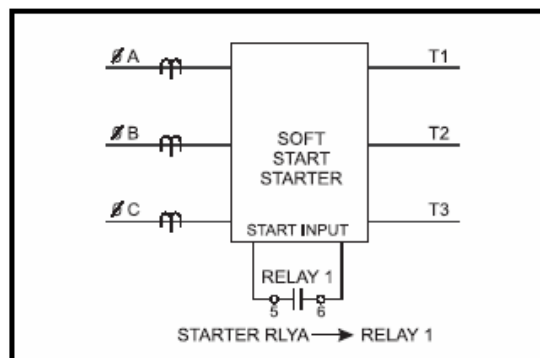 ØA T1
ØB T2
SOFT
START
STARTER
ØC T3
START INPUT
RELAY 1
5 6
STARTER RLYA → RELAY 1